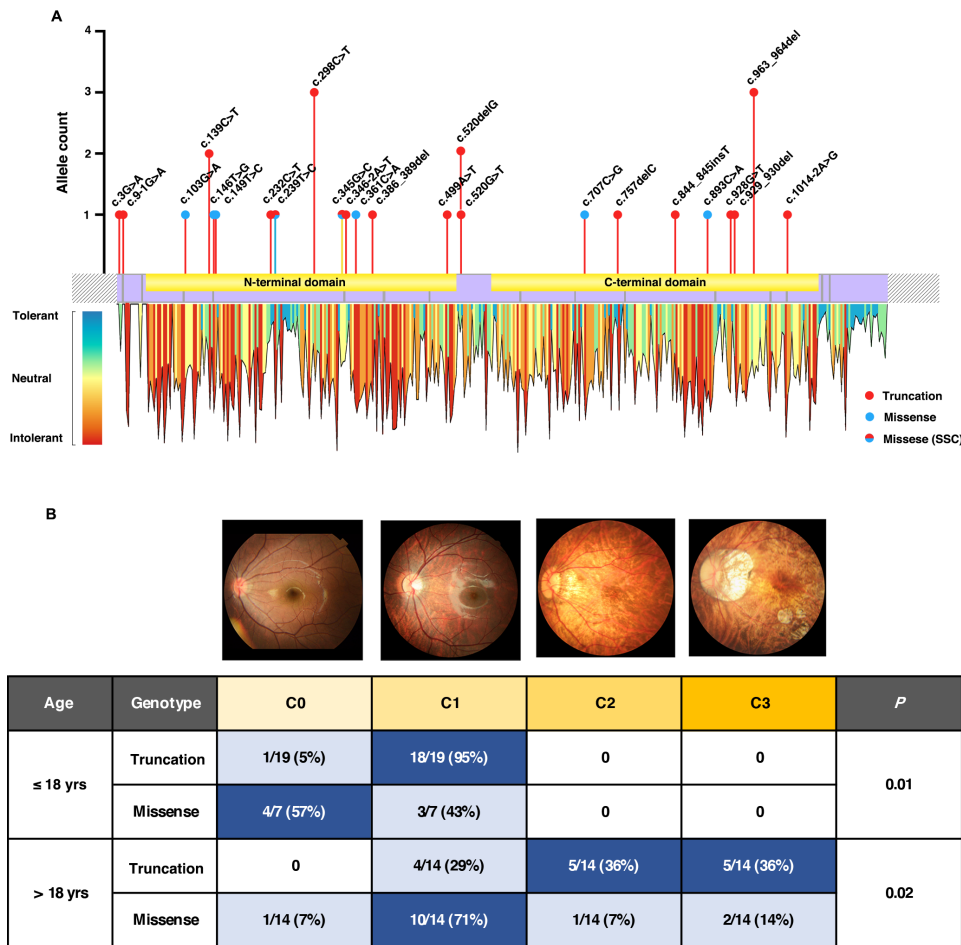 A
Allele count
4
3
2
1
c.3G>A
c.9-1G>A
c.103G>A
c.139C>T
c.146T>G
c.149T>C
c.232C>T
c.239T>C
c.298C>T
c.345G>C
c.346-2A>T
c.361C>A
c.386_389del
c.499A>T
c.520delG
c.520G>T
c.707C>G
c.757delC
c.844_845insT
c.893C>A
c.928G>T
c.929_930del
c.963_964del
c.1014-2A>G
N-terminal domain
C-terminal domain
Tolerant
Neutral
Intolerant
Truncation
Missense
Missese (SSC)
B
Age Genotype C0 C1 C2 C3 P
≤ 18 yrs
Truncation 1/19 (5%) 18/19 (95%) 0 0
0.01
Missense 4/7 (57%) 3/7 (43%) 0 0
> 18 yrs
Truncation 0 4/14 (29%) 5/14 (36%) 5/14 (36%)
0.02
Missense 1/14 (7%) 10/14 (71%) 1/14 (7%) 2/14 (14%)